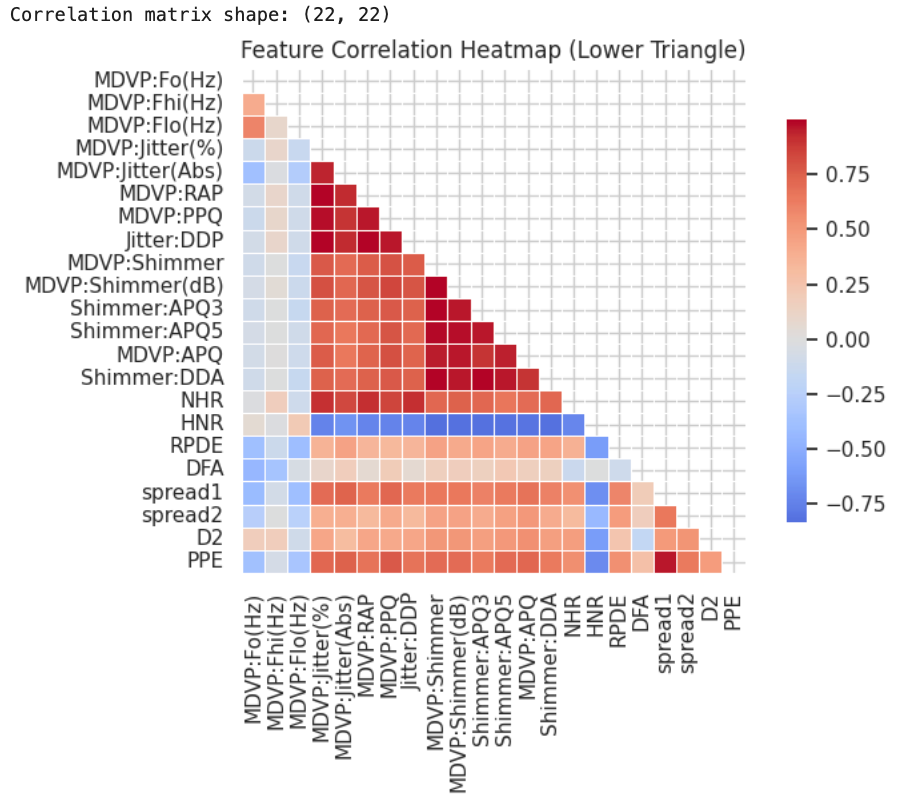 Correlation matrix shape: (22, 22)
Feature Correlation Heatmap (Lower Triangle)
MDVP:Fo(Hz)
MDVP:Fhi(Hz)
MDVP:Flo(Hz)
MDVP:Jitter(%)
MDVP:Jitter(Abs)
MDVP:RAP
MDVP:PPQ
Jitter:DDP
MDVP:Shimmer
MDVP:Shimmer(dB)
Shimmer:APQ3
Shimmer:APQ5
MDVP:APQ
Shimmer:DDA
NHR
HNR
RPDE
DFA
spread1
spread2
D2
PPE
MDVP:Fo(Hz)
MDVP:Fhi(Hz)
MDVP:Flo(Hz)
MDVP:Jitter(%)
MDVP:Jitter(Abs)
MDVP:RAP
MDVP:PPQ
Jitter:DDP
MDVP:Shimmer
MDVP:Shimmer(dB)
Shimmer:APQ3
Shimmer:APQ5
MDVP:APQ
Shimmer:DDA
NHR
HNR
RPDE
DFA
spread1
spread2
D2
PPE
0.75
0.50
0.25
0.00
−0.25
−0.50
−0.75